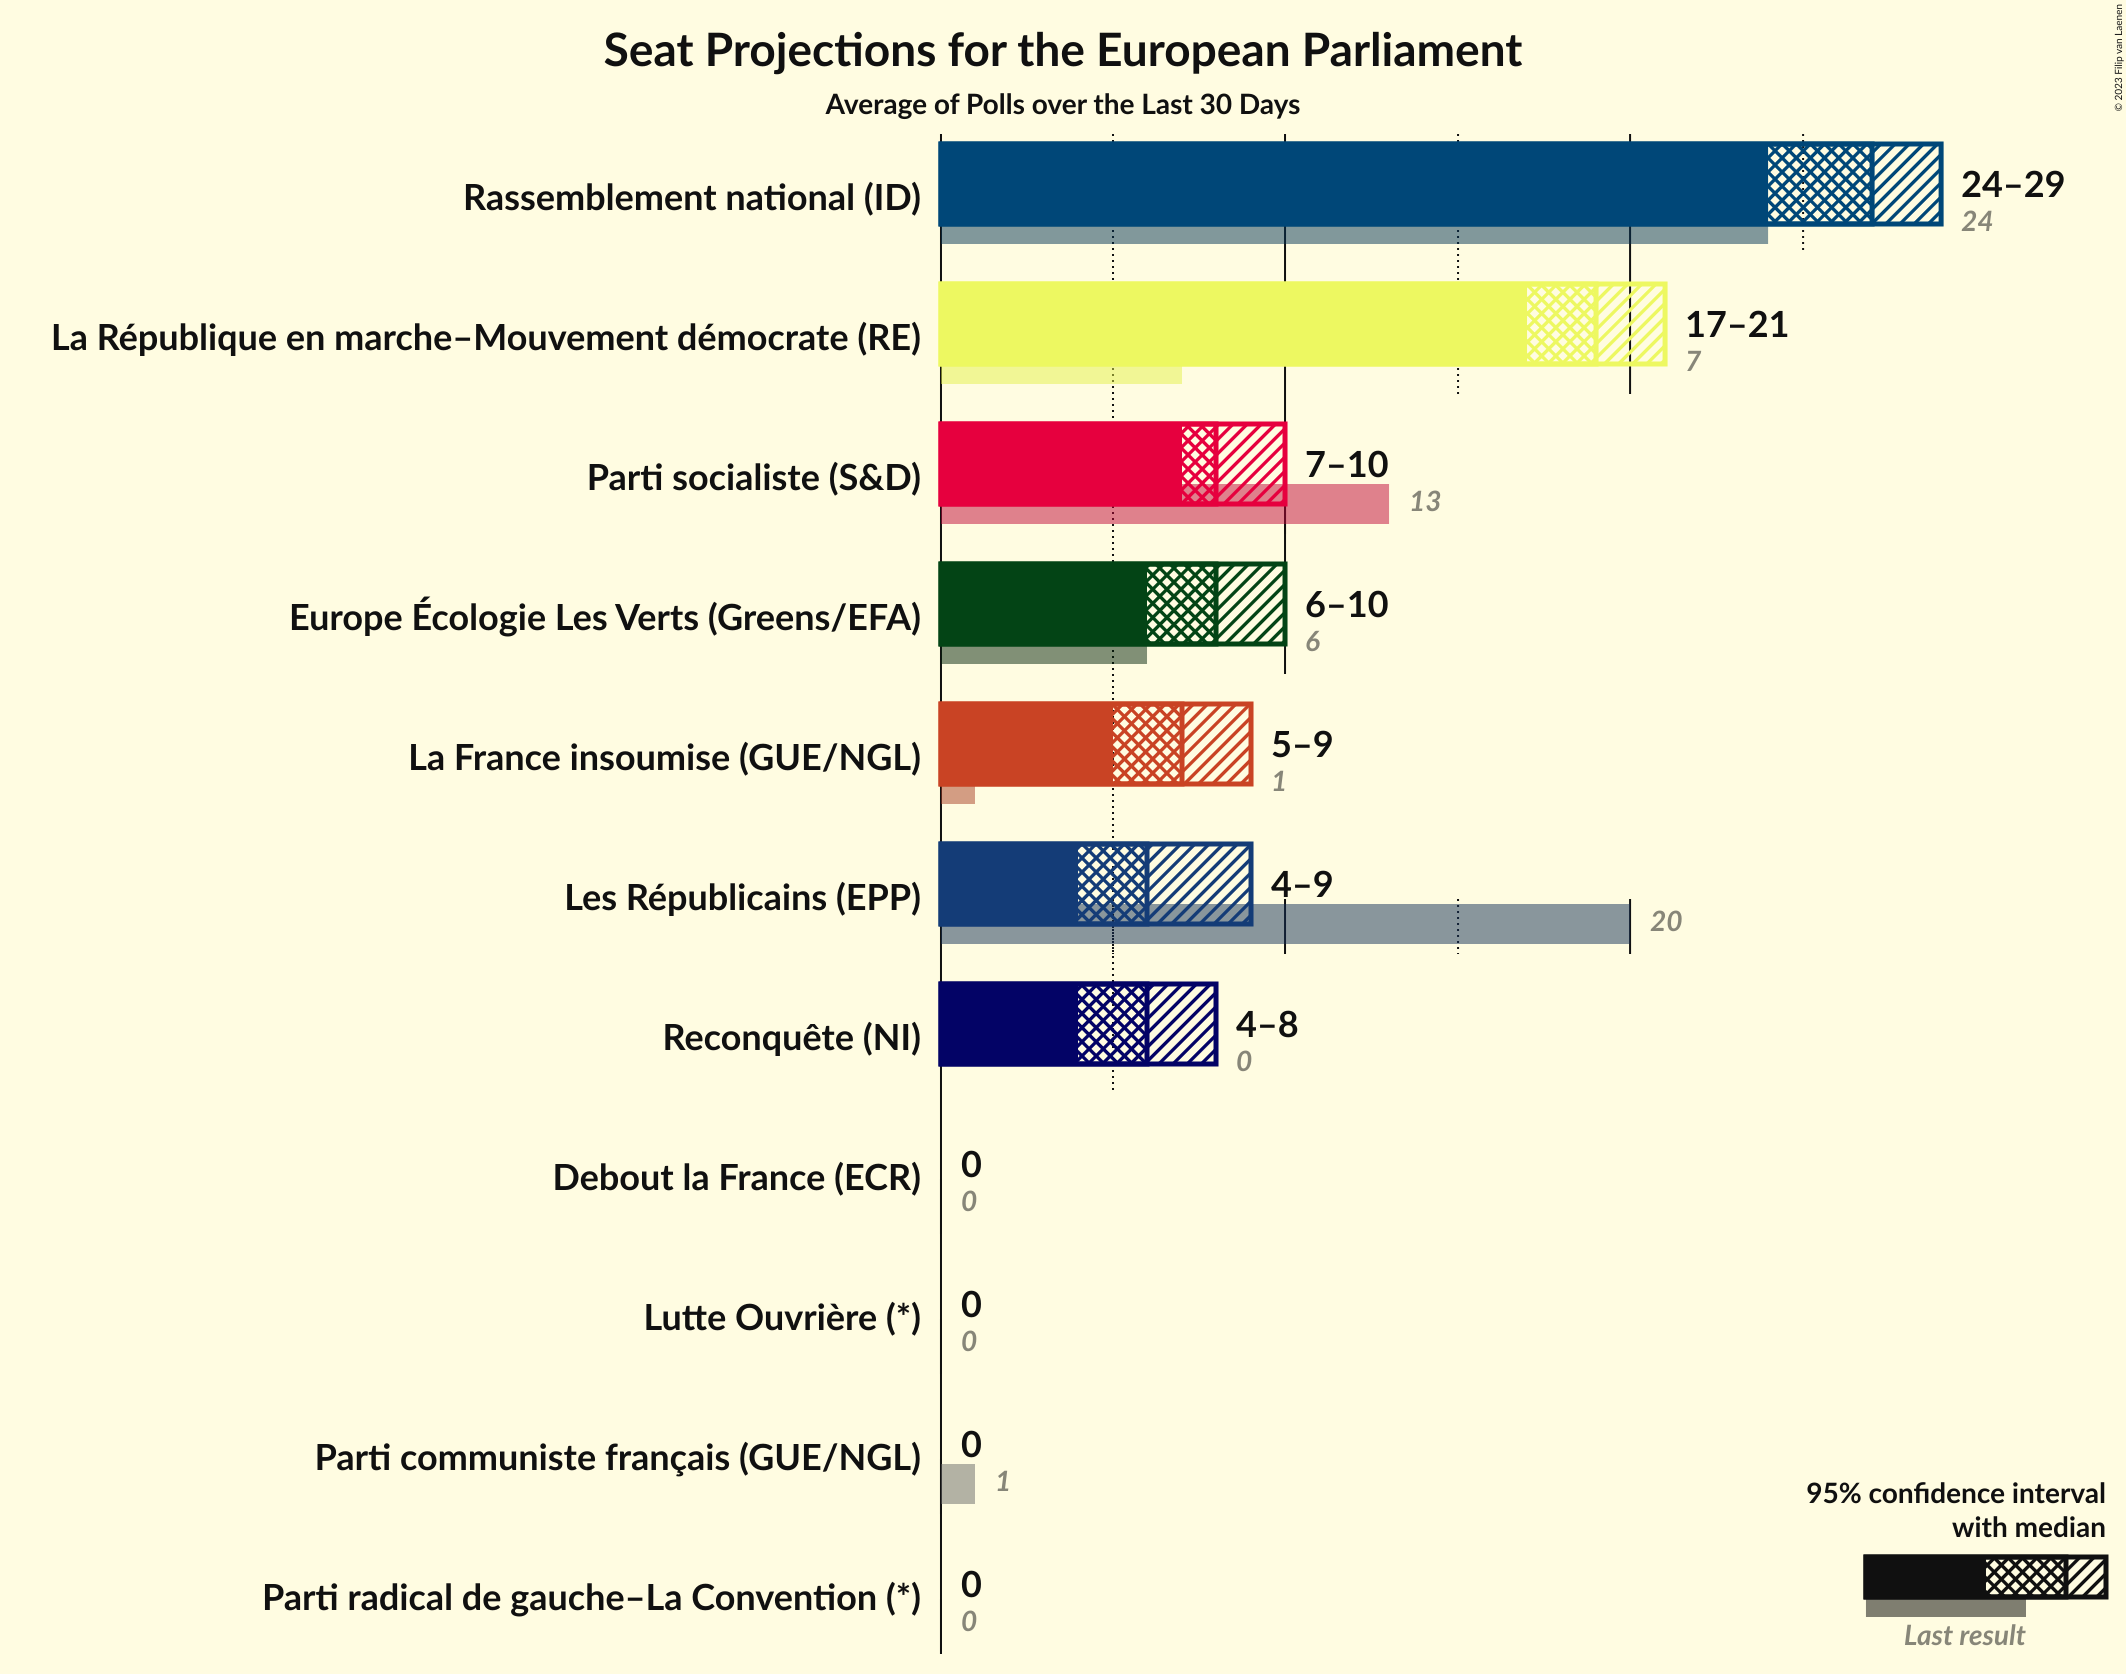 Seat Projections for the European Parliament
Average of Polls over the Last 30 Days
© 2023 Filip van Laenen
Rassemblement national (ID)
24–29
24
La République en marche–Mouvement démocrate (RE)
17–21
7
Parti socialiste (S&D)
7–10
13
Europe Écologie Les Verts (Greens/EFA)
6–10
6
La France insoumise (GUE/NGL)
5–9
1
Les Républicains (EPP)
4–9
20
Reconquête (NI)
4–8
0
Debout la France (ECR)
0
0
Lutte Ouvrière (*)
0
0
Parti communiste français (GUE/NGL)
0
1
Parti radical de gauche–La Convention (*)
0
0
95% confidence interval
with median
Last result